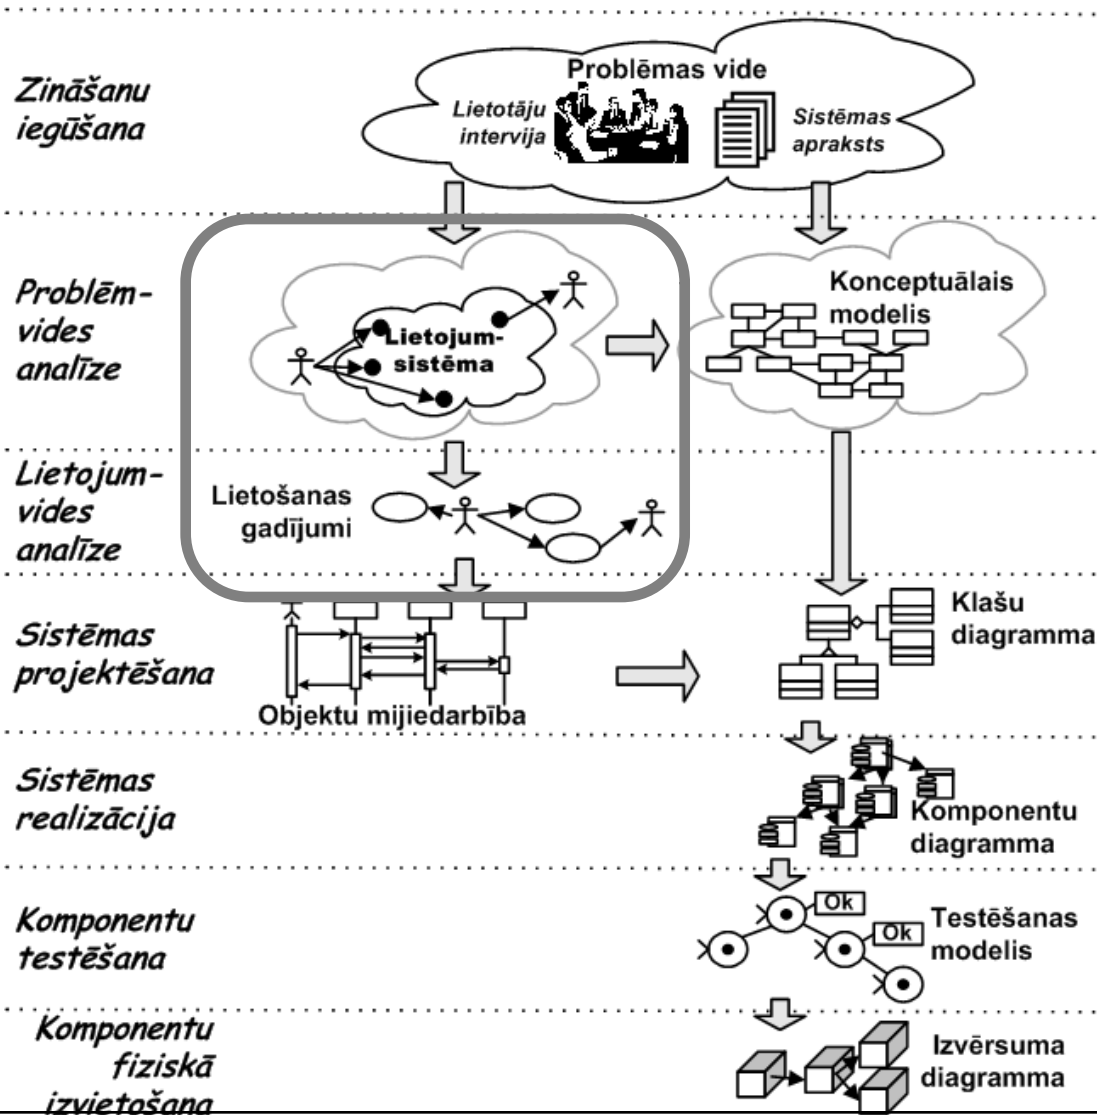 Zināšanu
iegūšana
Problēmas vide
Lietotāju
intervija
Sistēmas
apraksts
Problēm-
vides
analīze
Lietojum-
sistēma
Konceptuālais
modelis
Lietojum-
vides
analīze
Lietošanas
gadījumi
Sistēmas
projektēšana
Objektu mijiedarbība
Klašu
diagramma
Sistēmas
realizācija
Komponentu
diagramma
Komponentu
testēšana
Ok
Ok
Testēšanas
modelis
Komponentu
fiziskā
izvietošana
Izvērsuma
diagramma